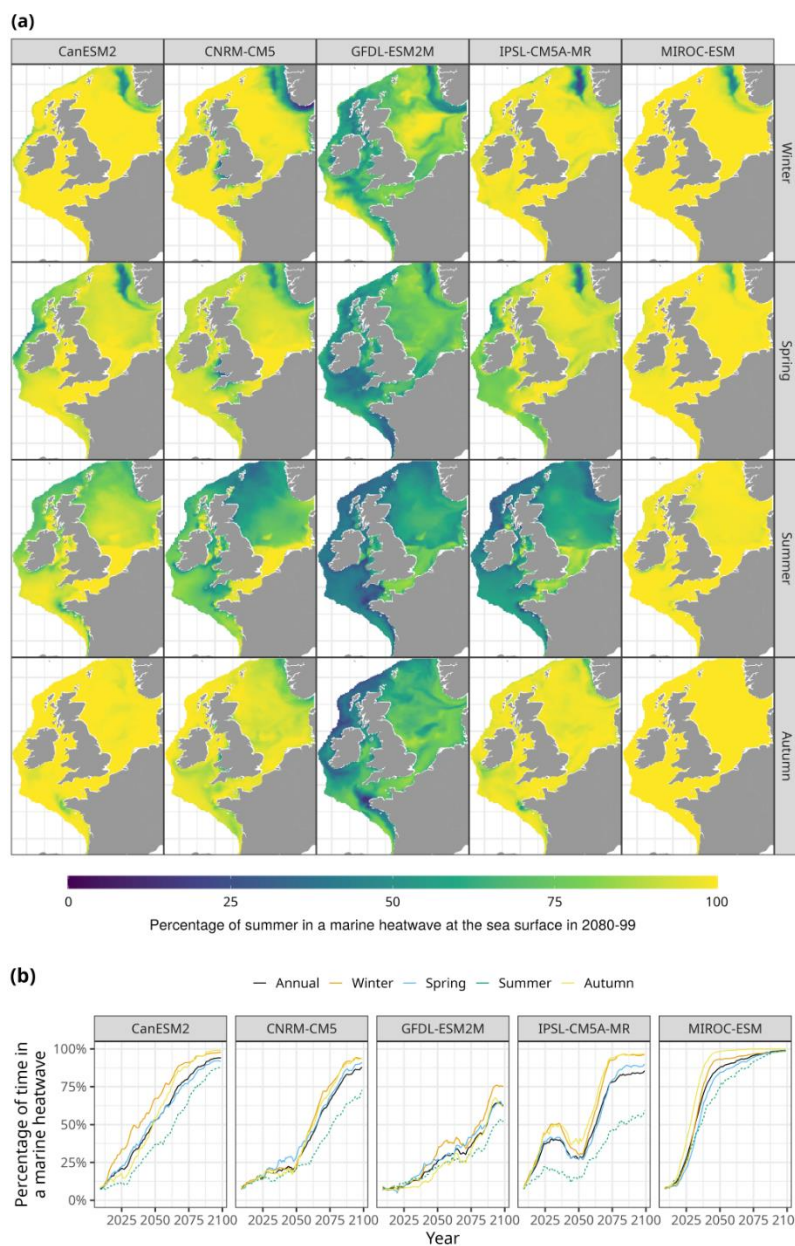 (a)
CanESM2 CNRM-CM5 GFDL-ESM2M IPSL-CM5A-MR MIROC-ESM
Winter
Spring
Summer
Autumn
0 25 50 75 100
Percentage of summer in a marine heatwave at the sea surface in 2080-99
(b)
Annual Winter Spring Summer Autumn
CanESM2 CNRM-CM5 GFDL-ESM2M IPSL-CM5A-MR MIROC-ESM
Percentage of time in
a marine heatwave
100%
75%
50%
25%
0%
2025 2050 2075 2100 2025 2050 2075 2100 2025 2050 2075 2100 2025 2050 2075 2100 2025 2050 2075 2100
Year